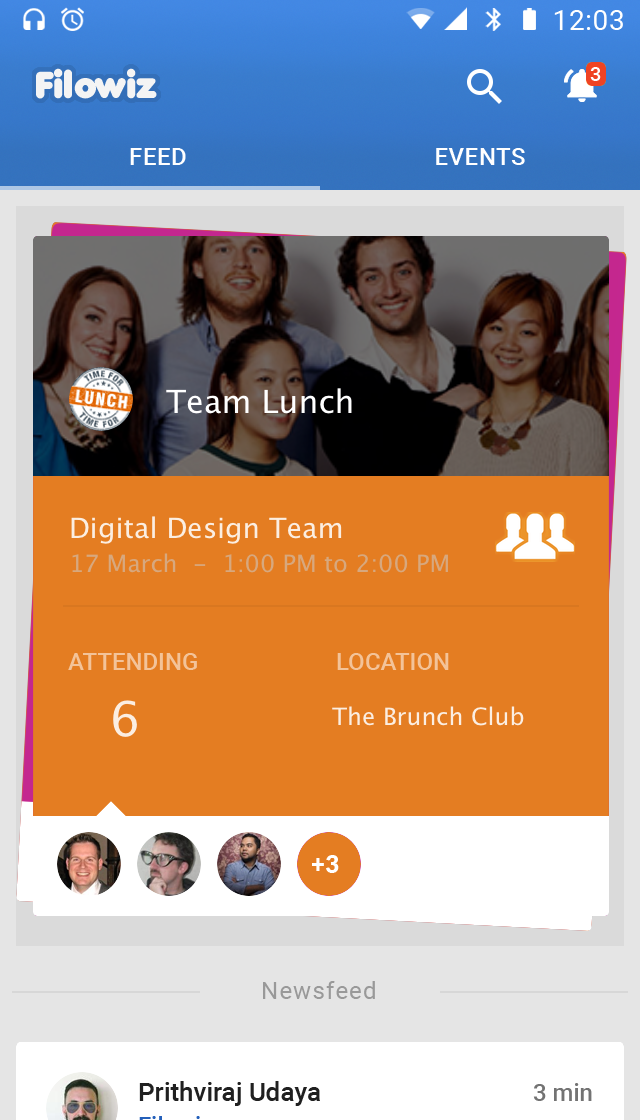 12:03
Filowiz
3
FEED
EVENTS
TIME FOR
LUNCH
TIME FOR
Team Lunch
Digital Design Team
17 March – 1:00 PM to 2:00 PM
ATTENDING
LOCATION
6
The Brunch Club
+3
Newsfeed
Prithviraj Udaya
3 min